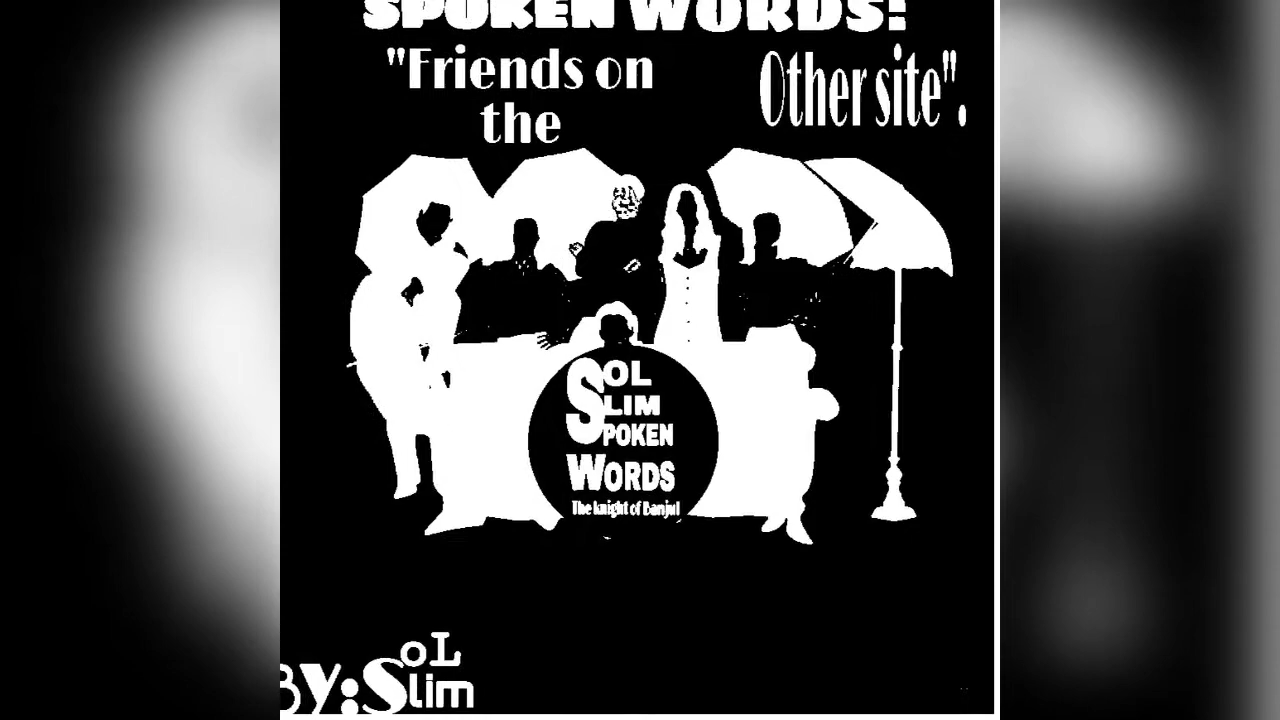 SPOKEN WORDS:
"Friends on
the
Other site".
SOL
SLIM
SPOKEN
WORDS
The knight of Banjul
By: SoL
Slim